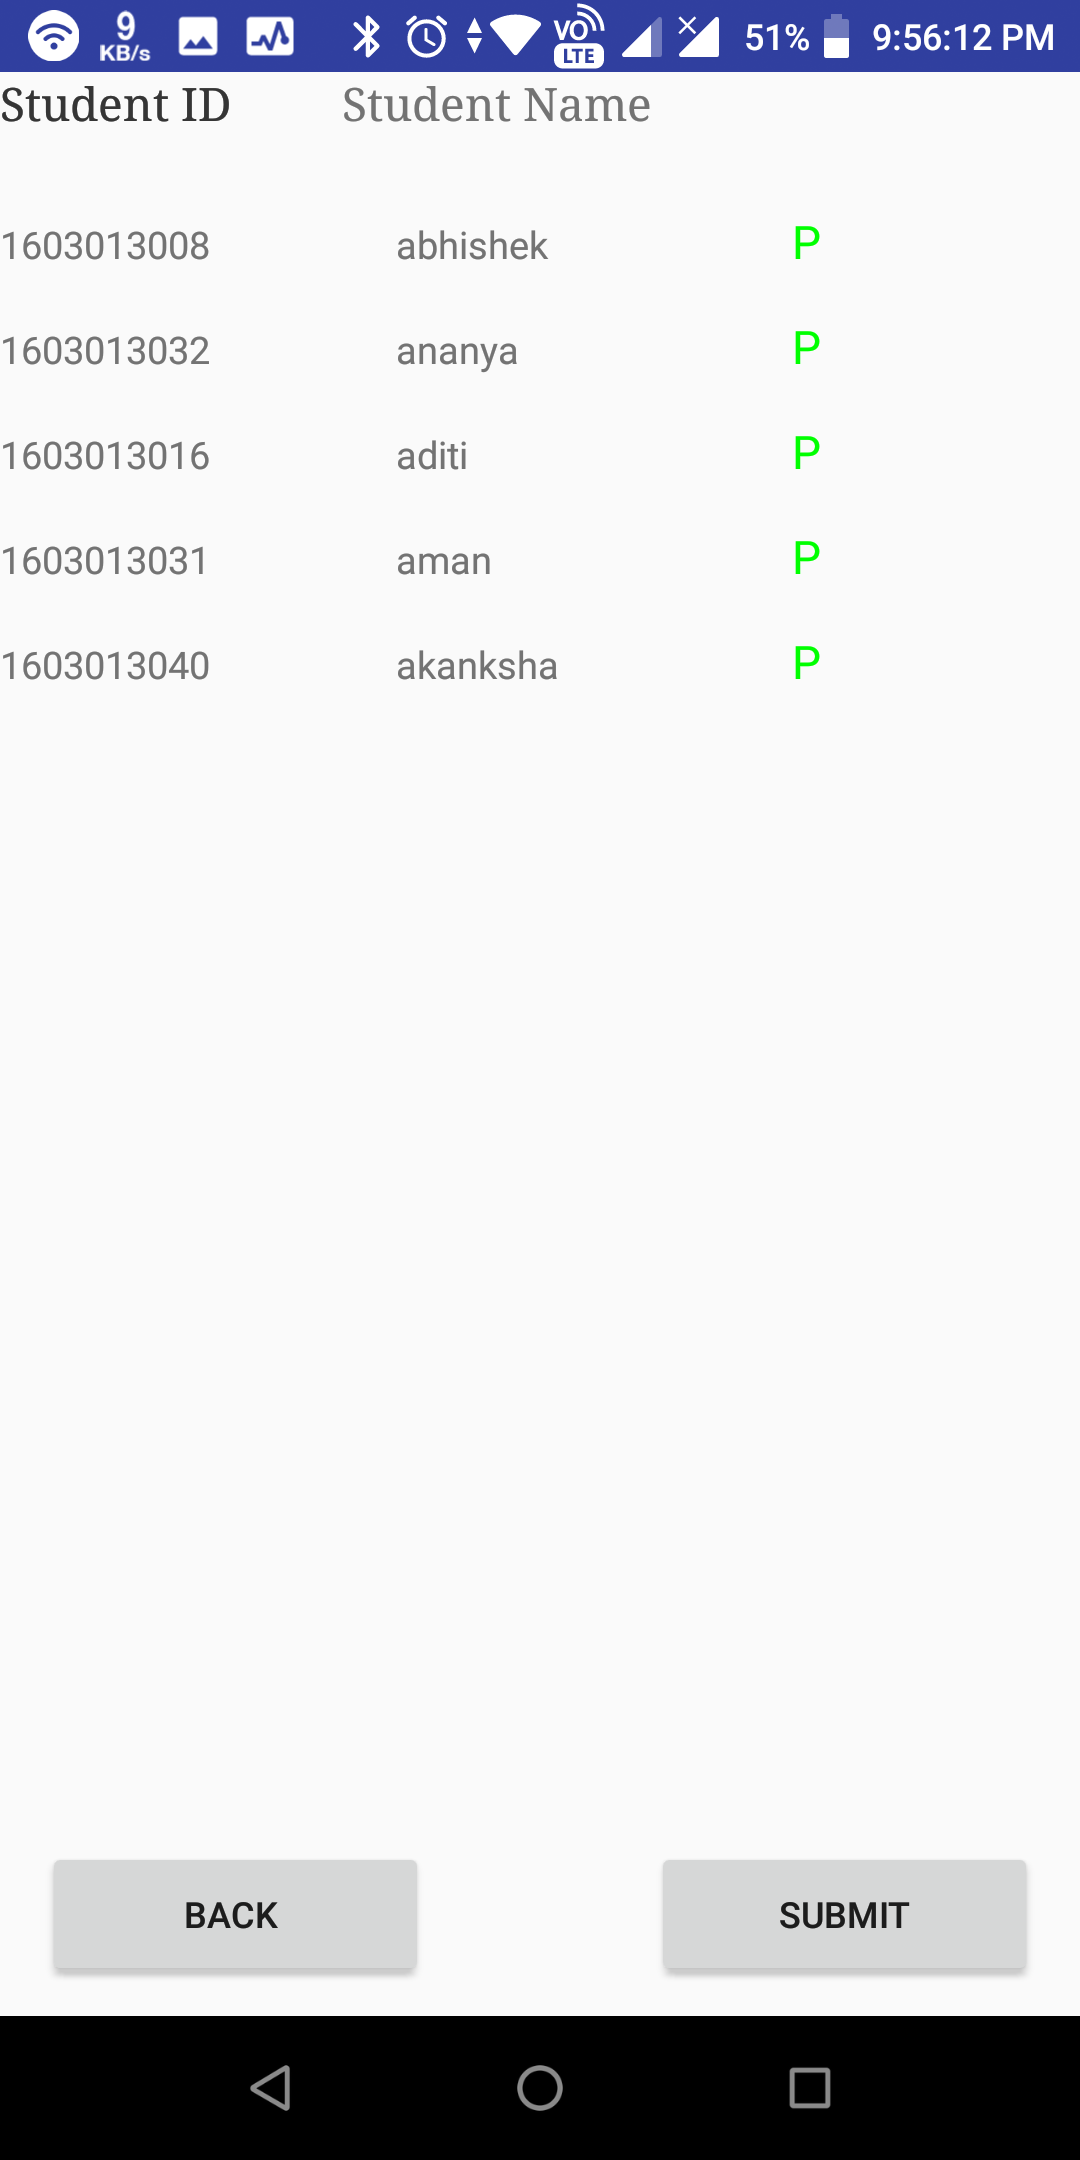 9 KB/s VO LTE 51% 9:56:12 PM
Student ID Student Name
1603013008 abhishek P
1603013032 ananya P
1603013016 aditi P
1603013031 aman P
1603013040 akanksha P
BACK SUBMIT